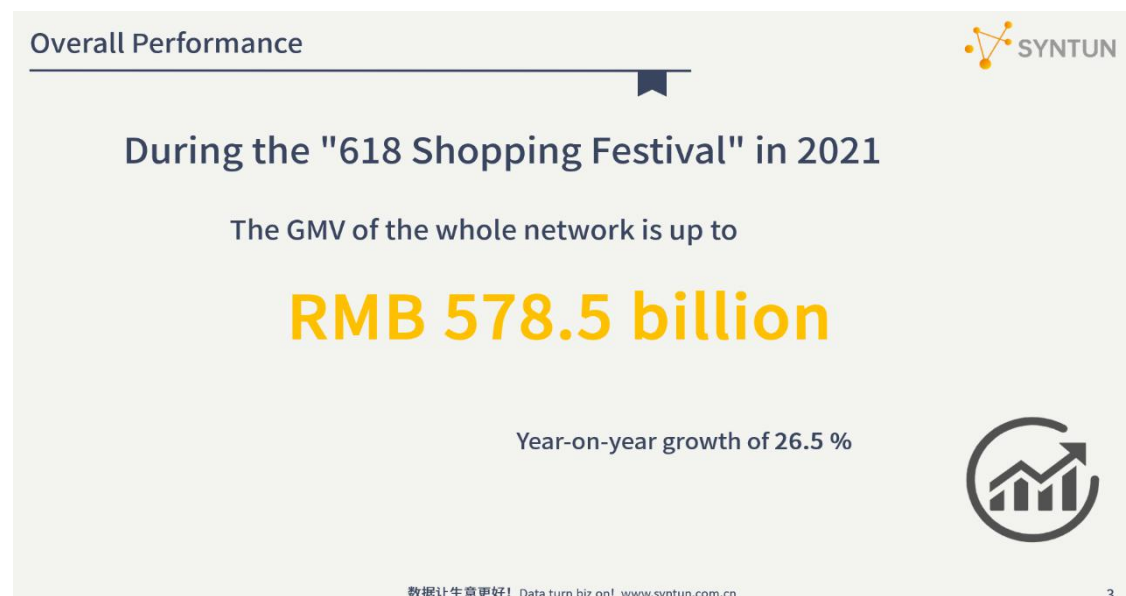 Overall Performance
SYNTUN
During the "618 Shopping Festival" in 2021
The GMV of the whole network is up to
RMB 578.5 billion
Year-on-year growth of 26.5 %
数据让生意更好! Data turn biz on! www.syntun.com.cn
3